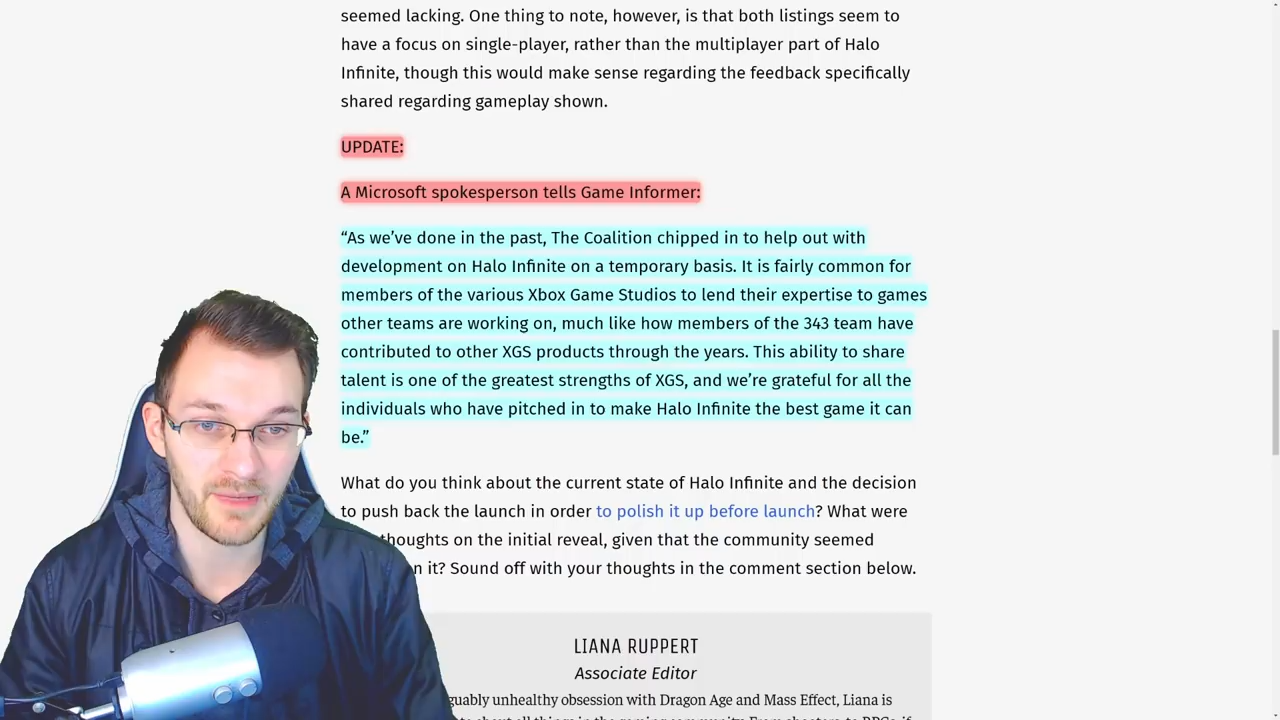 seemed lacking. One thing to note, however, is that both listings seem to
have a focus on single-player, rather than the multiplayer part of Halo
Infinite, though this would make sense regarding the feedback specifically
shared regarding gameplay shown.
UPDATE:
A Microsoft spokesperson tells Game Informer:
“As we’ve done in the past, The Coalition chipped in to help out with
development on Halo Infinite on a temporary basis. It is fairly common for
members of the various Xbox Game Studios to lend their expertise to games
other teams are working on, much like how members of the 343 team have
contributed to other XGS products through the years. This ability to share
talent is one of the greatest strengths of XGS, and we’re grateful for all the
individuals who have pitched in to make Halo Infinite the best game it can
be.”
What do you think about the current state of Halo Infinite and the decision
to push back the launch in order to polish it up before launch? What were
thoughts on the initial reveal, given that the community seemed
it? Sound off with your thoughts in the comment section below.
LIANA RUPPERT
Associate Editor
unhealthy obsession with Dragon Age and Mass Effect, Liana is